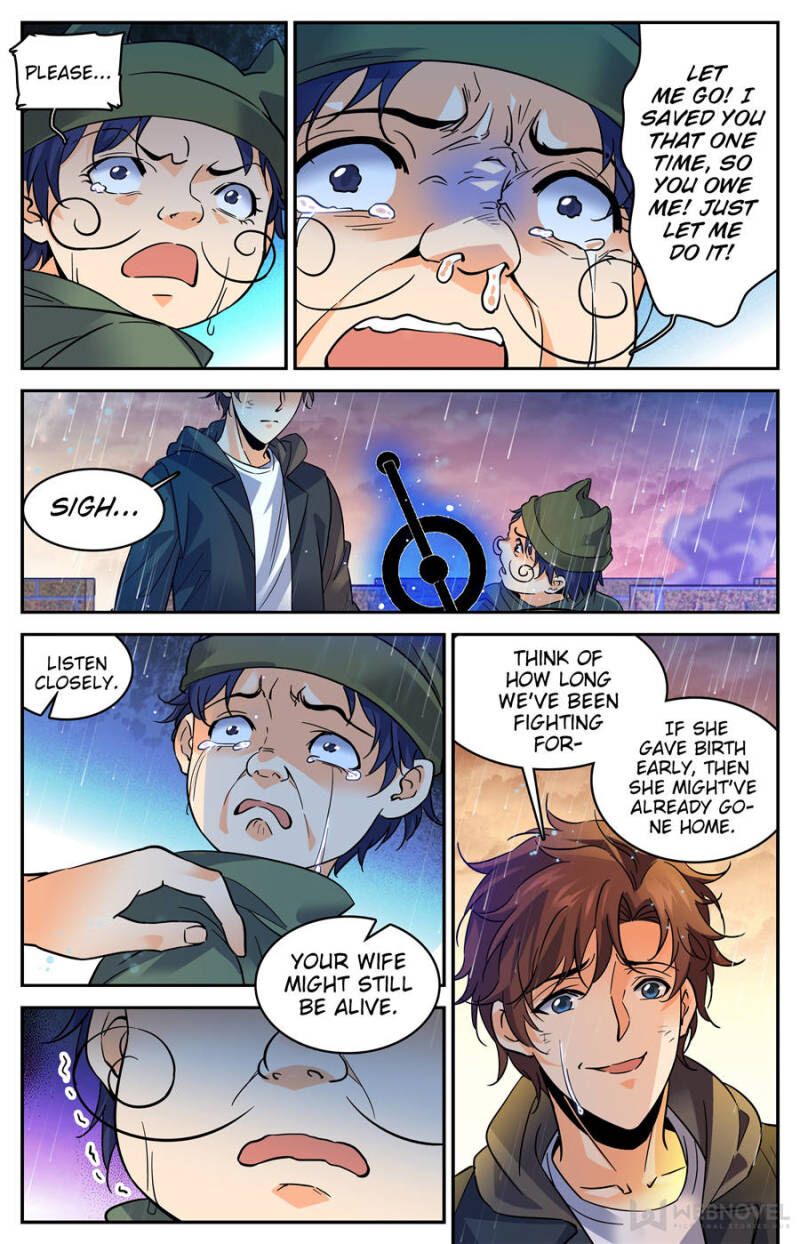 PLEASE...
LET
ME GO! I
SAVED YOU
THAT ONE
TIME, SO
YOU OWE
ME! JUST
LET ME
DO IT!
SIGH...
LISTEN
CLOSELY.
YOUR WIFE
MIGHT STILL
BE ALIVE.
THINK OF
HOW LONG
WE'VE BEEN
FIGHTING
FOR-
IF SHE
GAVE BIRTH
EARLY, THEN
SHE MIGHT'VE
ALREADY GO-
NE HOME.
WEBNOVEL